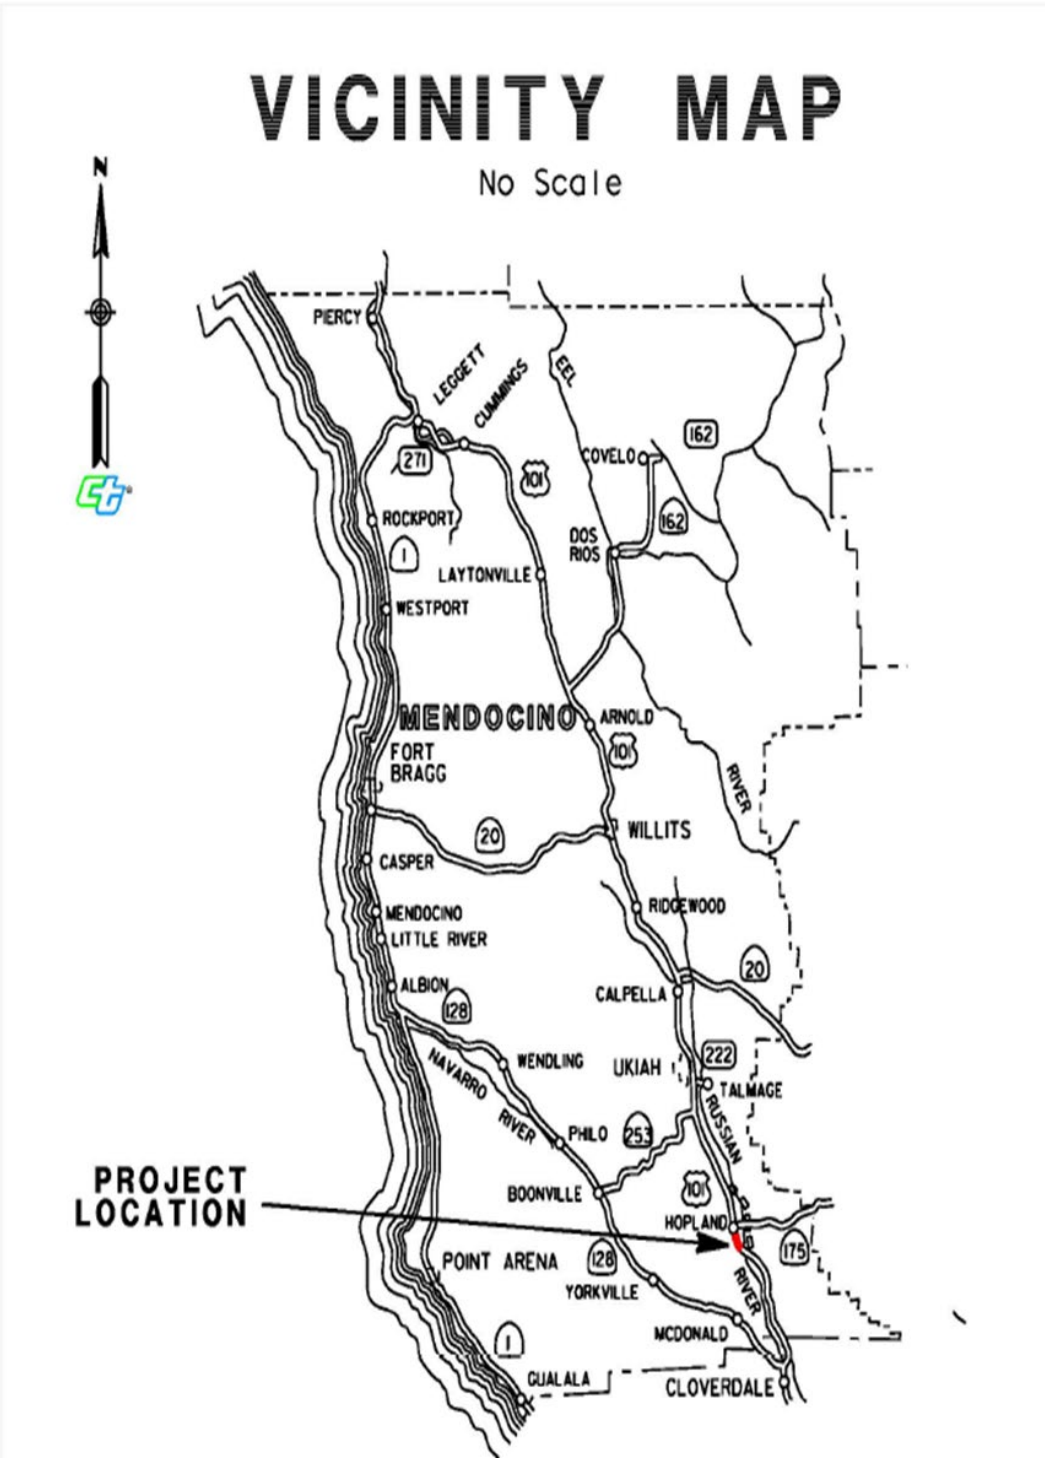 VICINITY MAP
No Scale
N
PIERCY
LEGGETT
CUMMINGS
EEL
271
101
COVELO
162
162
ROCKPORT
1
DOS
RIOS
LAYTONVILLE
WESTPORT
MENDOCINO
ARNOLD
101
FORT
BRAGG
RIVER
20
WILLITS
CASPER
RIDGEWOOD
MENDOCINO
LITTLE RIVER
20
ALBION
128
CALPELLA
NAVARRO
RIVER
WENDLING
UKIAH
222
TALMAGE
RUSSIAN
RIVER
PHILO
253
PROJECT
LOCATION
BOONVILLE
101
HOPLAND
175
POINT ARENA
128
YORKVILLE
MCDONALD
1
GUALALA
CLOVERDALE
ct